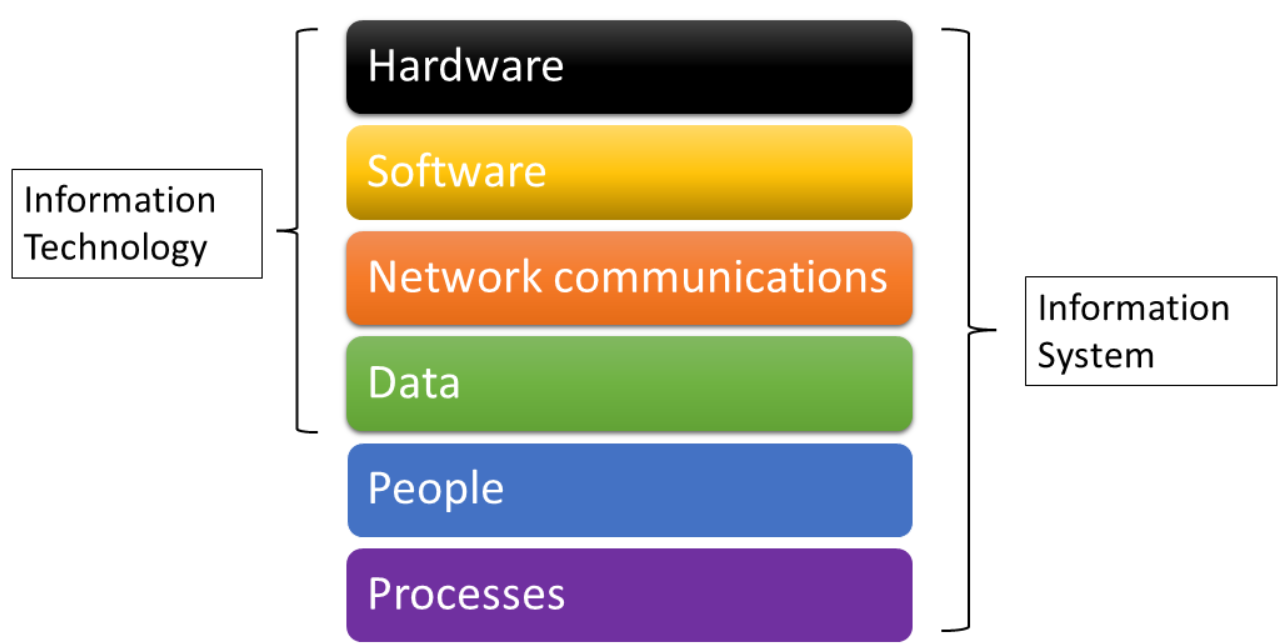 Hardware
Software
Information
Technology
Network communications
Information
System
Data
People
Processes